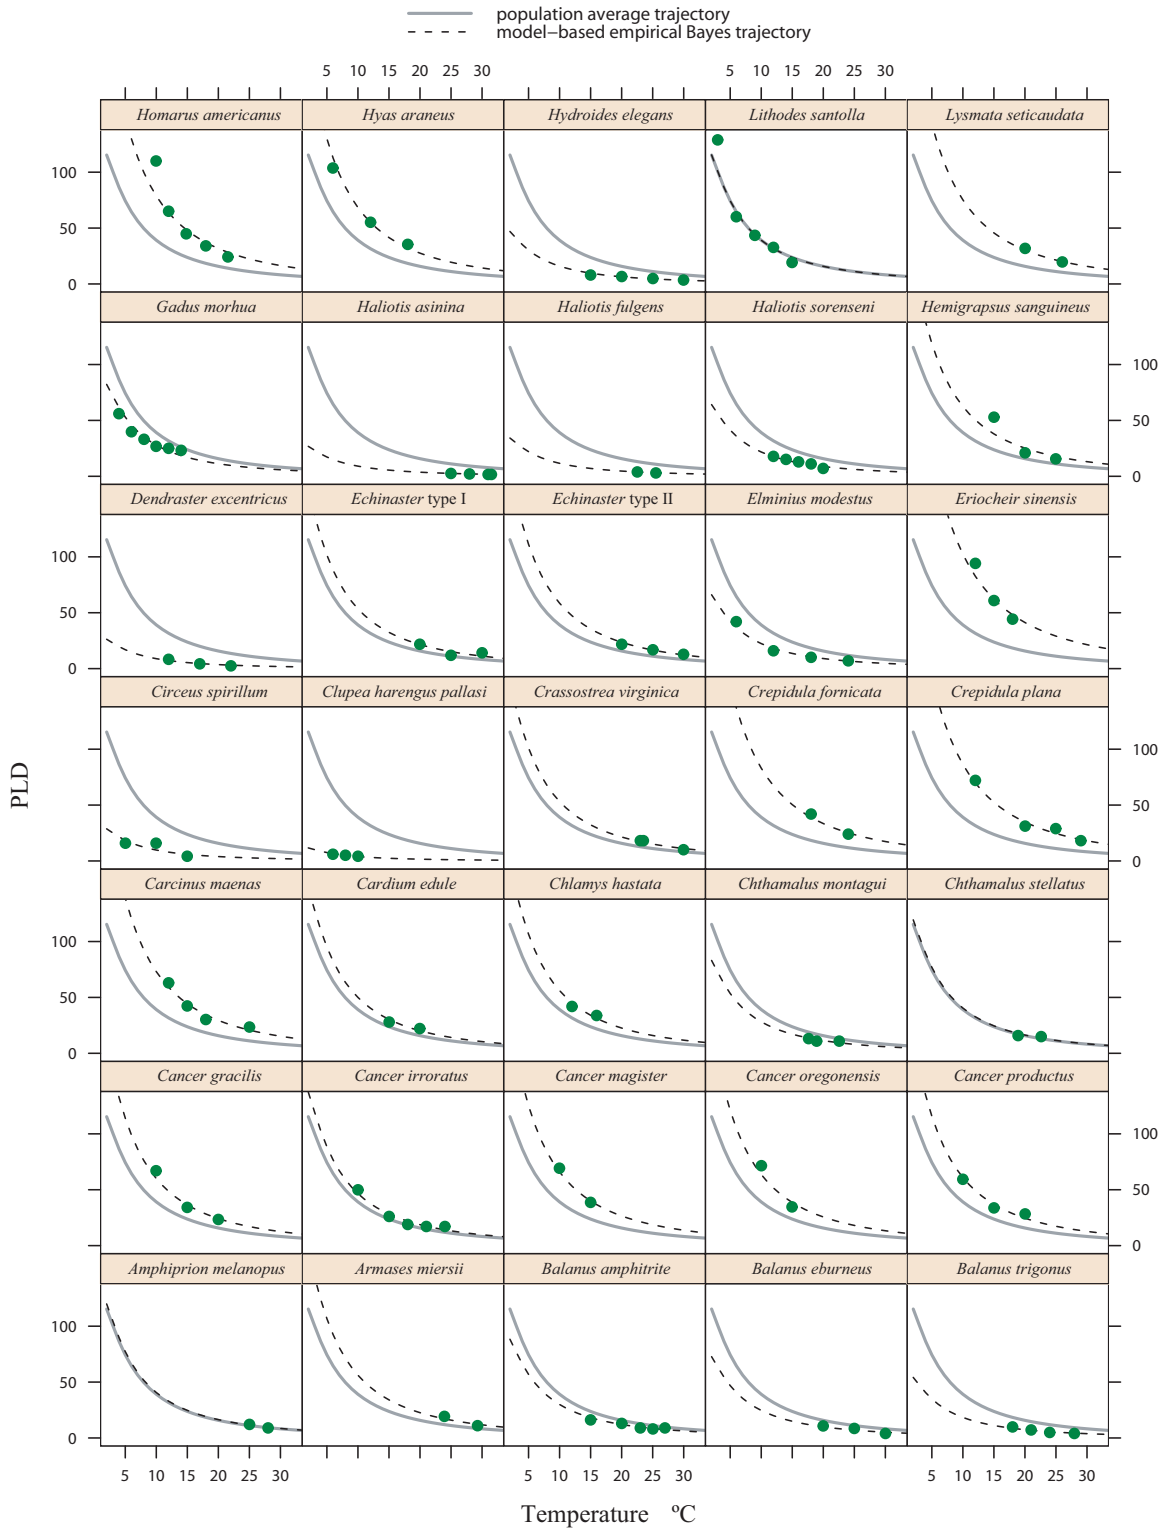 population average trajectory
model−based empirical Bayes trajectory
5 10 20 30 5 10 15 20 30
Homarus americanus Hyas araneus Hydroides elegans Lithodes santolla Lysmata seticaudata
100
50
0
Gadus morhua Haliotis asinina Haliotis fulgens Haliotis sorenseni Hemigrapsus sanguineus
100
50
0
Dendraster excentricus Echinaster type I Echinaster type II Elminius modestus Eriocheir sinensis
100
50
0
Circeus spirillum Clupea harengus pallasi Crassostrea virginica Crepidula fornicata Crepidula plana
100
50
0
PLD
Carcinus maenas Cardium edule Chlamys hastata Chthamalus montagui Chthamalus stellatus
100
50
0
Cancer gracilis Cancer irroratus Cancer magister Cancer oregonensis Cancer productus
100
50
0
Amphiprion melanopus Armases miersii Balanus amphitrite Balanus eburneus Balanus trigonus
100
50
0
5 10 15 20 30 5 10 15 20 30 5 10 15 20 30
Temperature ºC